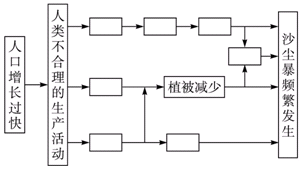 人口增长过快
人类不合理的生产活动
植被减少
沙尘暴频繁发生